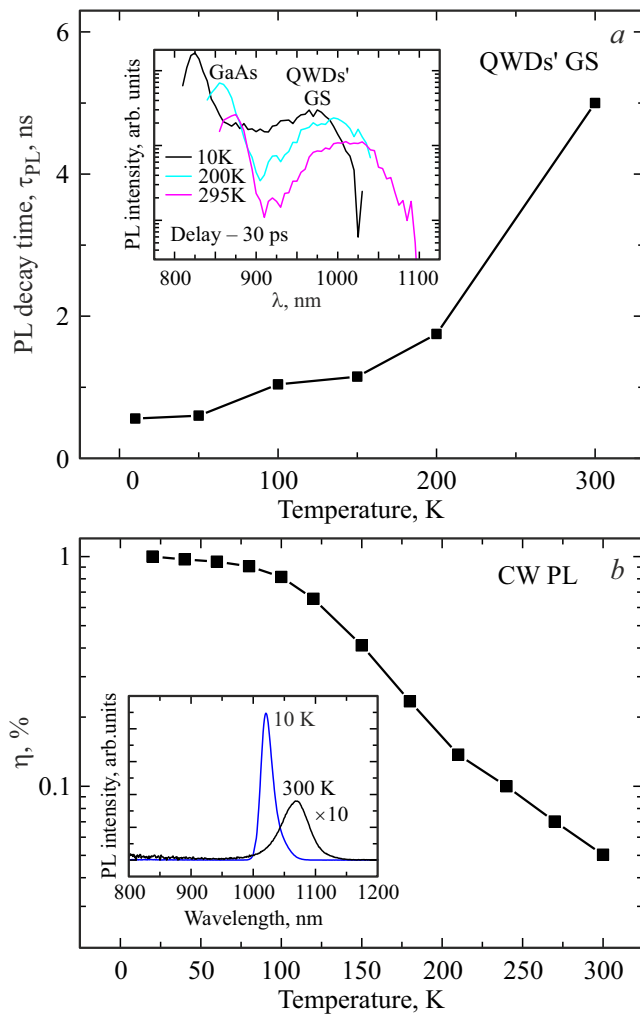 a
QWDs' GS
6
4
2
0
PL decay time, τPL, ns
GaAs
QWDs'
GS
PL intensity, arb. units
10K
200K
295K
Delay – 30 ps
800 900 1000 1100
λ, nm
0 100 200 300
Temperature, K
b
CW PL
1
0.1
η, %
PL intensity, arb.units
10 K
300 K
×10
800 900 1000 1100 1200
Wavelength, nm
0 50 100 150 200 250 300
Temperature, K